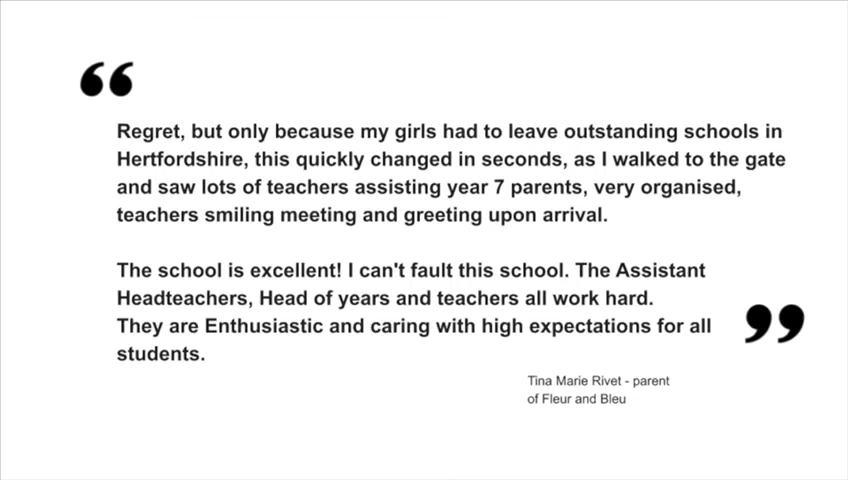 “
Regret, but only because my girls had to leave outstanding schools in
Hertfordshire, this quickly changed in seconds, as I walked to the gate
and saw lots of teachers assisting year 7 parents, very organised,
teachers smiling meeting and greeting upon arrival.
The school is excellent! I can't fault this school. The Assistant
Headteachers, Head of years and teachers all work hard.
They are Enthusiastic and caring with high expectations for all
students.
”
Tina Marie Rivet - parent
of Fleur and Bleu